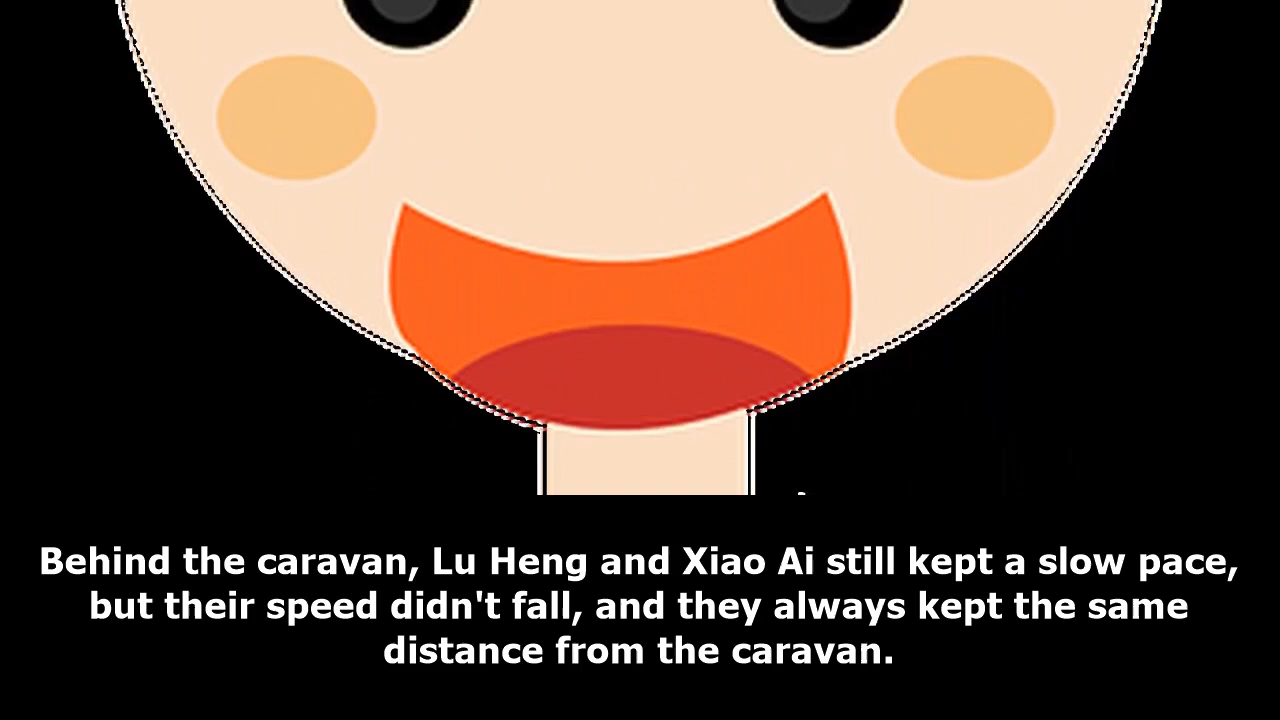 Behind the caravan, Lu Heng and Xiao Ai still kept a slow pace,
but their speed didn't fall, and they always kept the same
distance from the caravan.